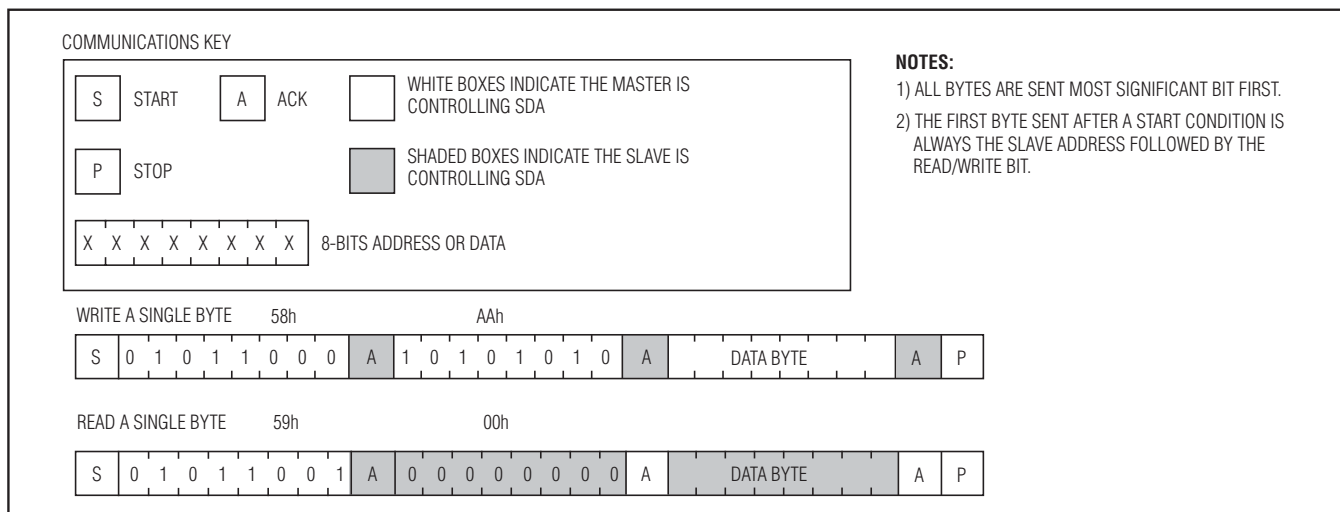 COMMUNICATIONS KEY
S START A ACK WHITE BOXES INDICATE THE MASTER IS
CONTROLLING SDA
P STOP SHADED BOXES INDICATE THE SLAVE IS
CONTROLLING SDA
X X X X X X X X 8-BITS ADDRESS OR DATA
NOTES:
1) ALL BYTES ARE SENT MOST SIGNIFICANT BIT FIRST.
2) THE FIRST BYTE SENT AFTER A START CONDITION IS
ALWAYS THE SLAVE ADDRESS FOLLOWED BY THE
READ/WRITE BIT.
WRITE A SINGLE BYTE 58h AAh
S 0 1 0 1 1 0 0 0 A 1 0 1 0 1 0 1 0 A DATA BYTE A P
READ A SINGLE BYTE 59h 00h
S 0 1 0 1 1 0 0 1 A 0 0 0 0 0 0 0 0 A DATA BYTE A P